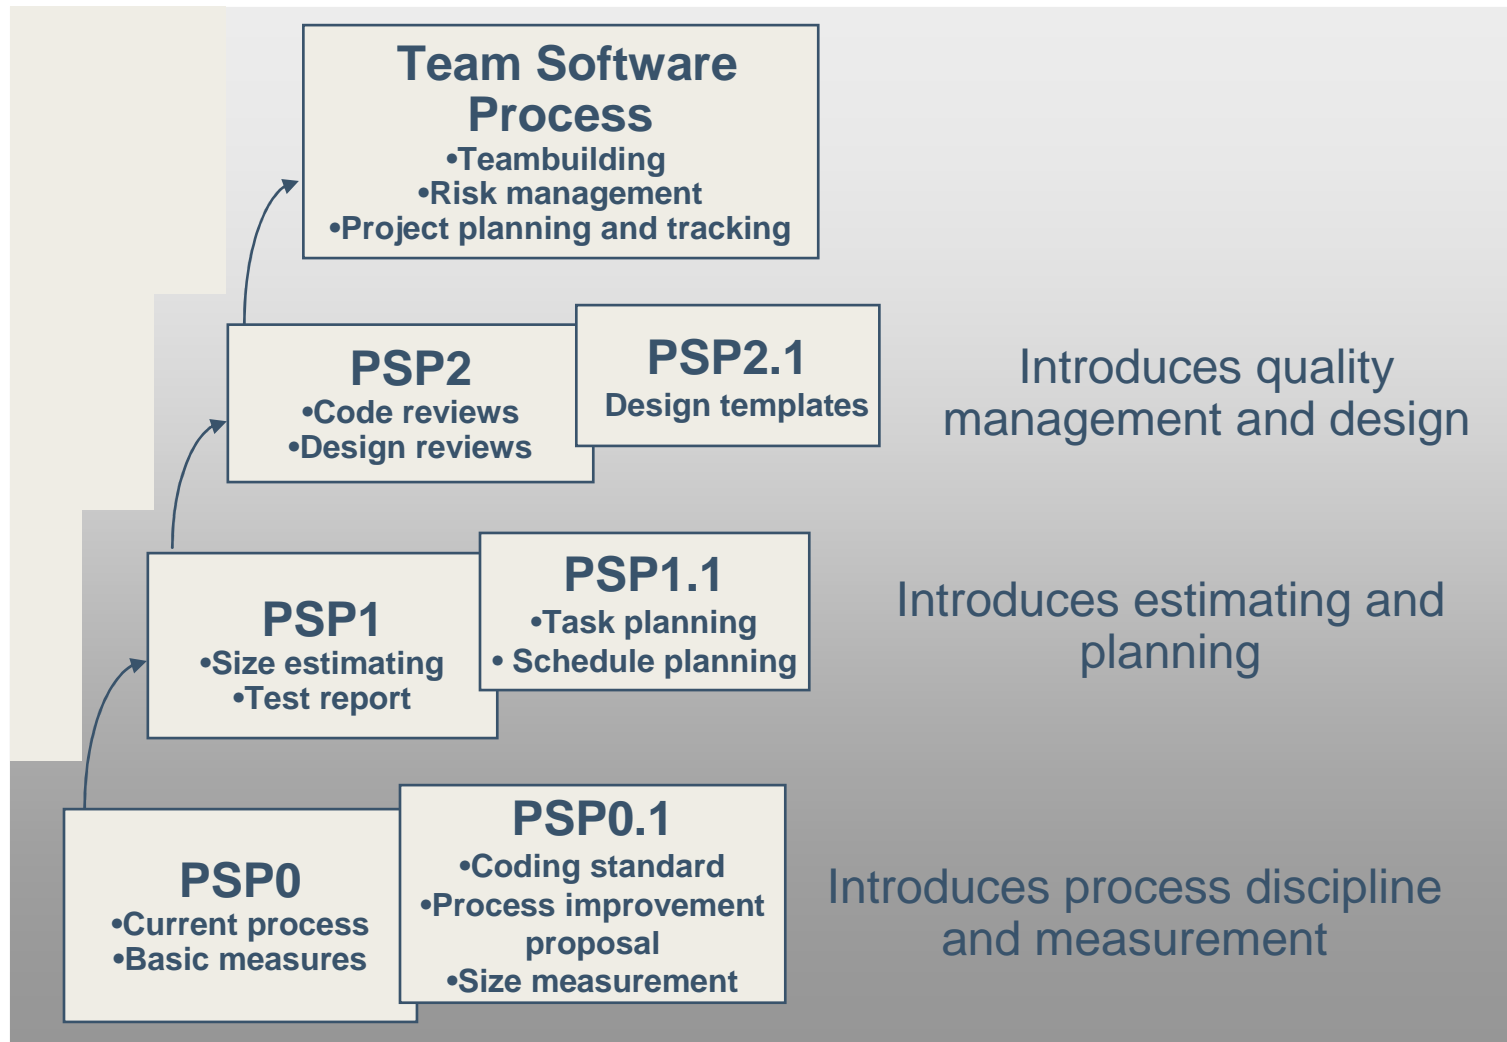 Team Software
Process
•Teambuilding
•Risk management
•Project planning and tracking
PSP2
•Code reviews
•Design reviews
PSP2.1
Design templates
Introduces quality
management and design
PSP1
•Size estimating
•Test report
PSP1.1
•Task planning
• Schedule planning
Introduces estimating and
planning
PSP0
•Current process
•Basic measures
PSP0.1
•Coding standard
•Process improvement
proposal
•Size measurement
Introduces process discipline
and measurement